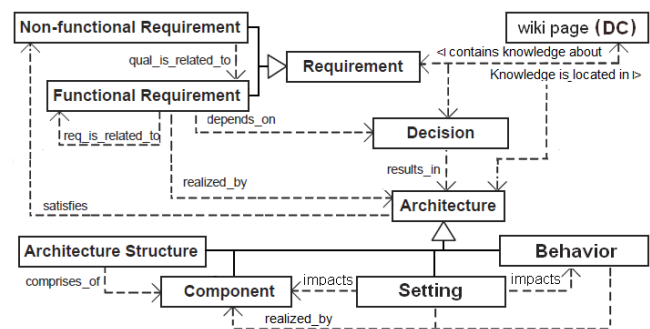 Non-functional Requirement
wiki page (DC)
<| contains knowledge about
qual_is_related_to
Requirement
Knowledge is located in |>
Functional Requirement
depends_on
Decision
req_is_related_to
results_in
realized_by
satisfies
Architecture
Architecture Structure
Behavior
comprises_of
impacts
impacts
Component
Setting
realized_by